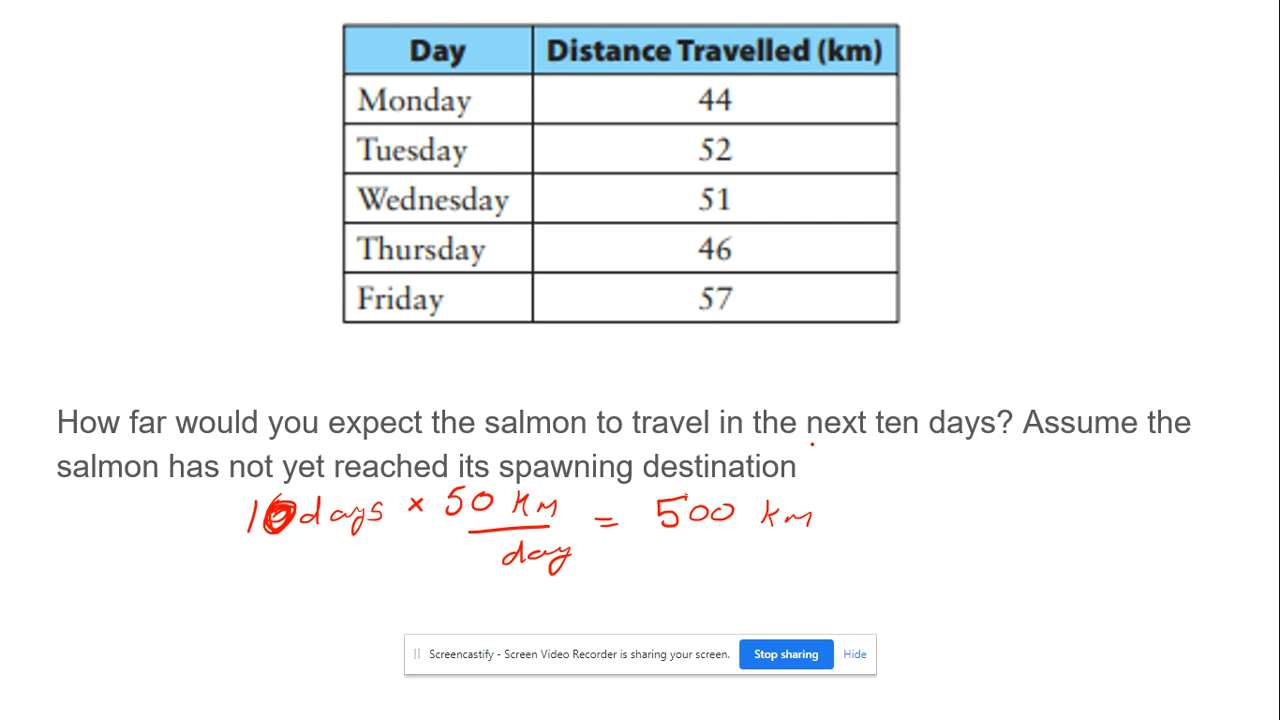 Day Distance Travelled (km)
Monday 44
Tuesday 52
Wednesday 51
Thursday 46
Friday 57
How far would you expect the salmon to travel in the next ten days? Assume the
salmon has not yet reached its spawning destination
10 days × 50 km = 500 km
day
Screencastify - Screen Video Recorder is sharing your screen. Stop sharing Hide